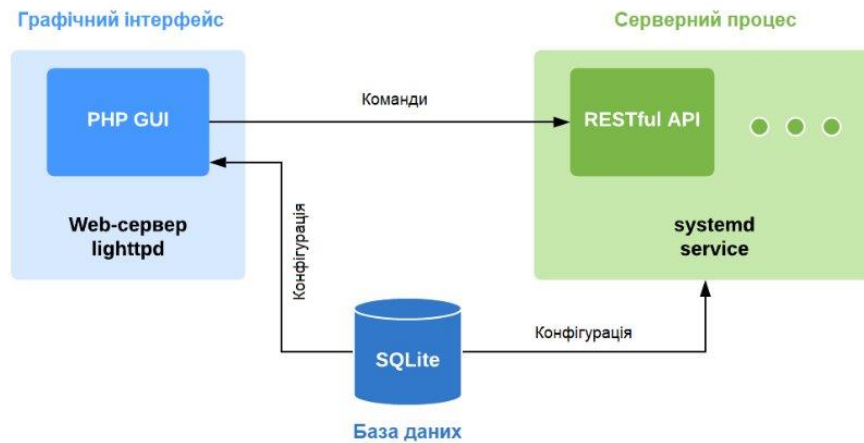 Графічний інтерфейс
Серверний процес
PHP GUI
Команди
RESTful API
Web-сервер
lighttpd
Конфігурація
systemd
service
SQLite
Конфігурація
База даних